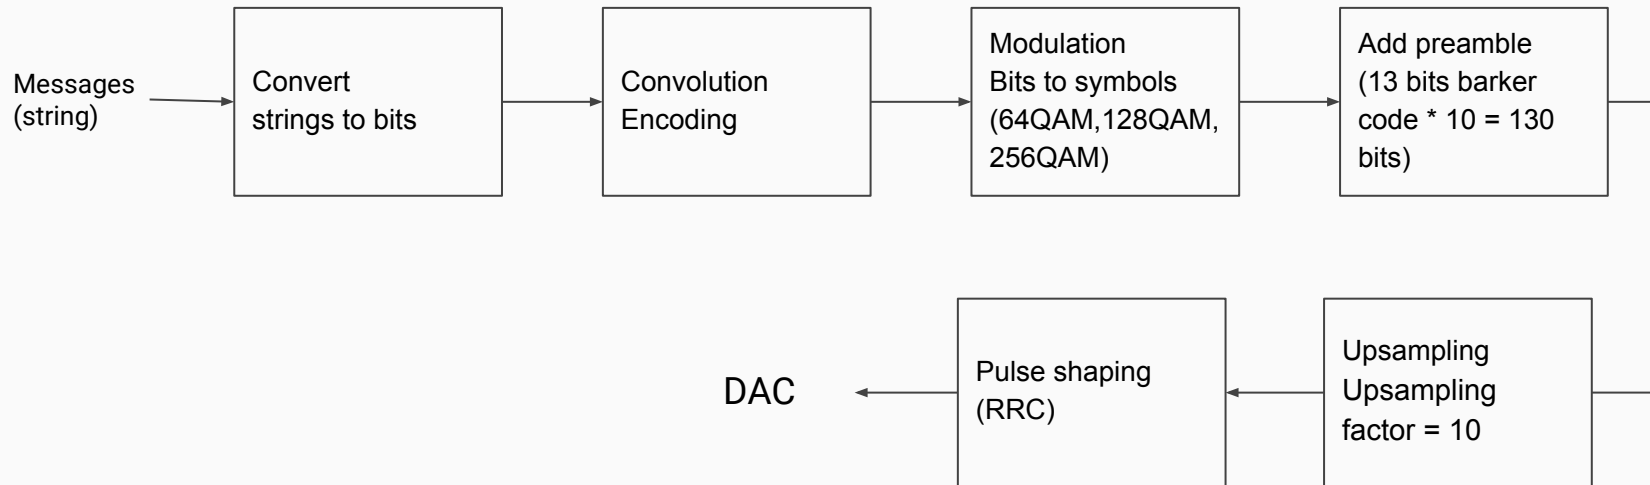 Messages
(string)
Convert
strings to bits
Convolution
Encoding
Modulation
Bits to symbols
(64QAM,128QAM,
256QAM)
Add preamble
(13 bits barker
code * 10 = 130
bits)
Upsampling
Upsampling
factor = 10
Pulse shaping
(RRC)
DAC